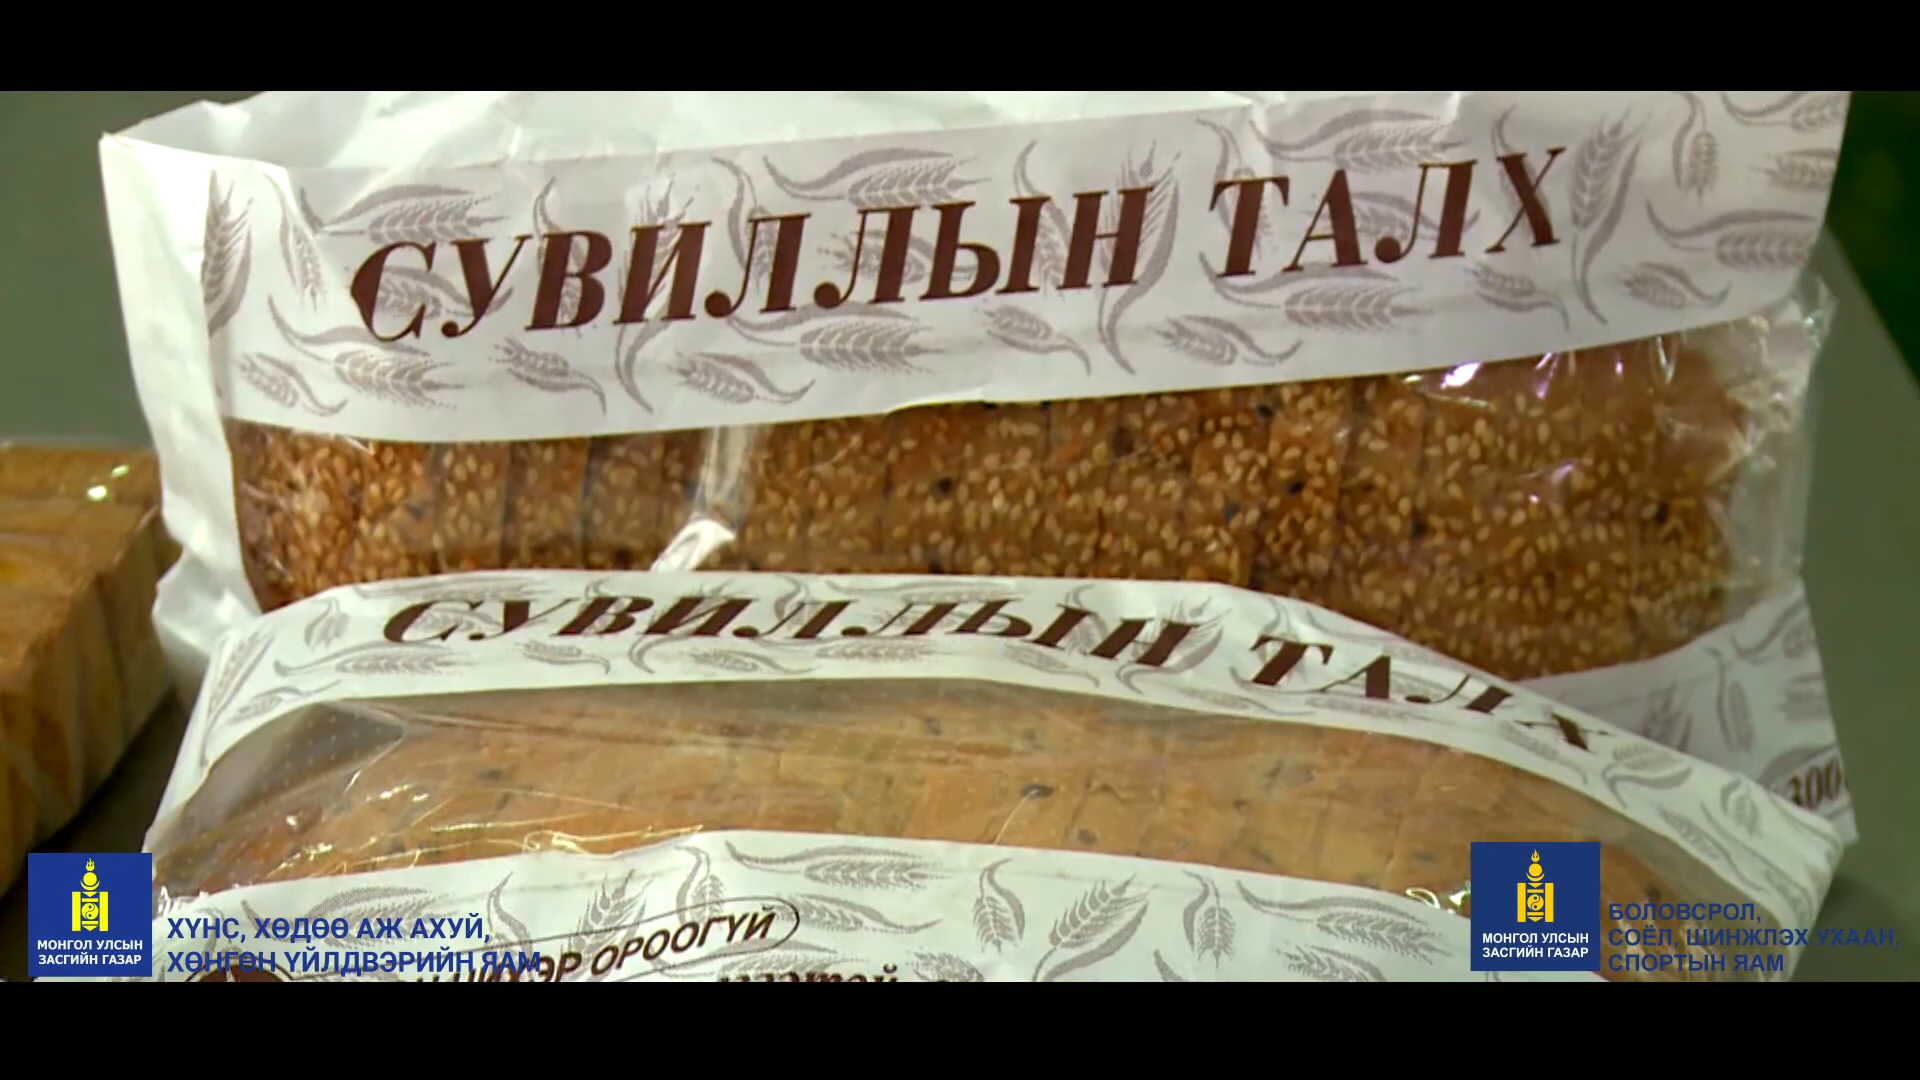 СУВИЛЛЫН ТАЛХ
СУВИЛЛЫН ТАЛХ
300
ОРООГҮЙ
МОНГОЛ УЛСЫН
ЗАСГИЙН ГАЗАР
ХҮНС, ХӨДӨӨ АЖ АХУЙ,
ХӨНГӨН ҮЙЛДВЭРИЙН ЯАМ
МОНГОЛ УЛСЫН
ЗАСГИЙН ГАЗАР
БОЛОВСРОЛ,
СОЁЛ, ШИНЖЛЭХ УХААН,
СПОРТЫН ЯАМ